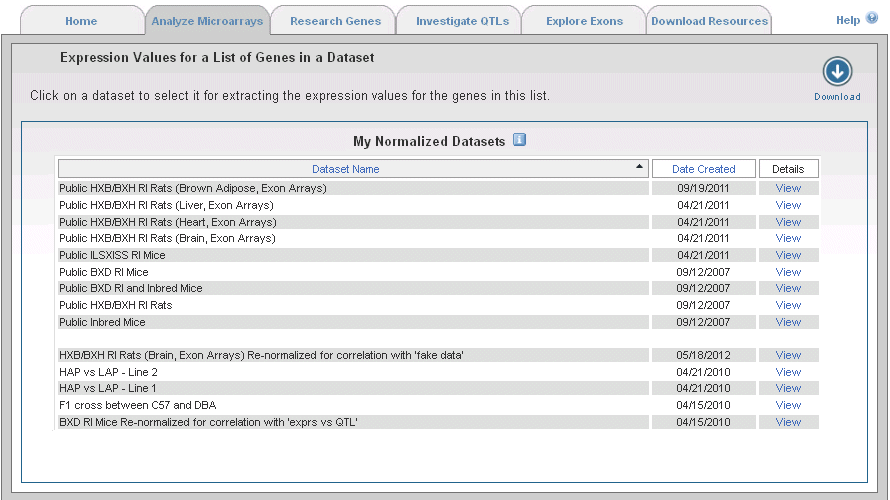 Home Analyze Microarrays Research Genes Investigate QTLs Explore Exons Download Resources Help
Expression Values for a List of Genes in a Dataset
Click on a dataset to select it for extracting the expression values for the genes in this list.
Download
My Normalized Datasets
Dataset Name Date Created Details
Public HXB/BXH RI Rats (Brown Adipose, Exon Arrays) 09/19/2011 View
Public HXB/BXH RI Rats (Liver, Exon Arrays) 04/21/2011 View
Public HXB/BXH RI Rats (Heart, Exon Arrays) 04/21/2011 View
Public HXB/BXH RI Rats (Brain, Exon Arrays) 04/21/2011 View
Public ILSXISS RI Mice 04/21/2011 View
Public BXD RI Mice 09/12/2007 View
Public BXD RI and Inbred Mice 09/12/2007 View
Public HXB/BXH RI Rats 09/12/2007 View
Public Inbred Mice 09/12/2007 View
HXB/BXH RI Rats (Brain, Exon Arrays) Re-normalized for correlation with 'fake data' 05/18/2012 View
HAP vs LAP - Line 2 04/21/2010 View
HAP vs LAP - Line 1 04/21/2010 View
F1 cross between C57 and DBA 04/15/2010 View
BXD RI Mice Re-normalized for correlation with 'exprs vs QTL' 04/15/2010 View